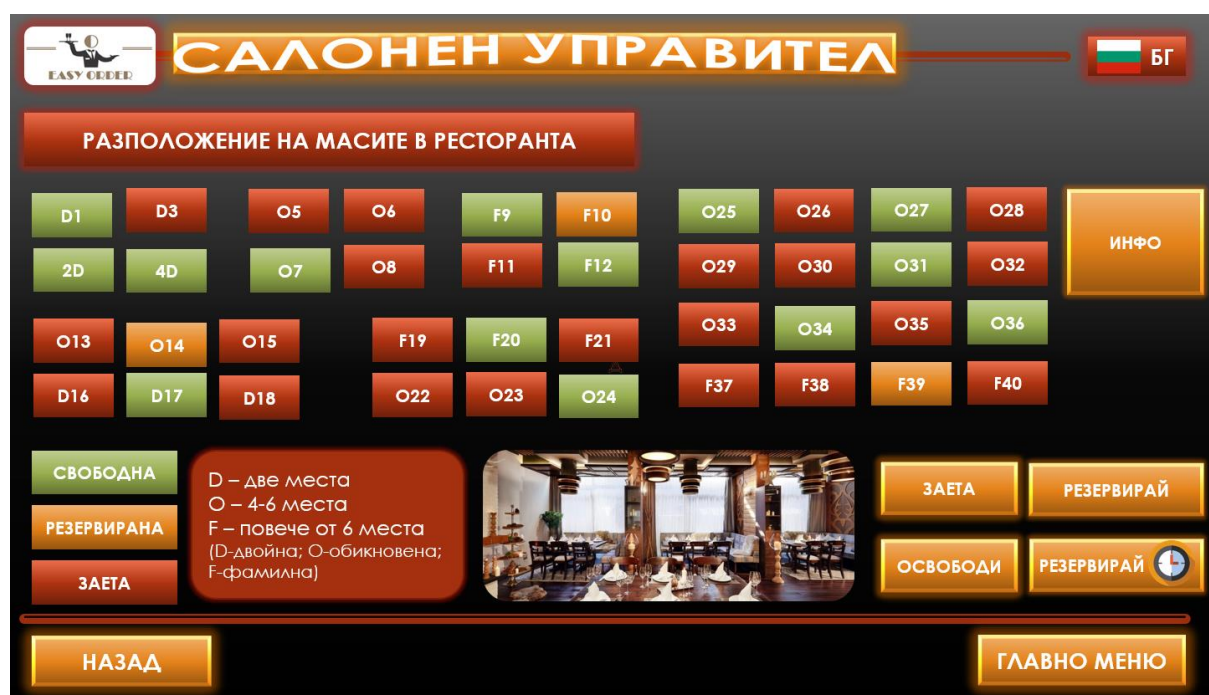 EASY ORDER
САЛОНЕН УПРАВИТЕЛ
БГ
РАЗПОЛОЖЕНИЕ НА МАСИТЕ В РЕСТОРАНТА
D1 D3 O5 O6 F9 F10 O25 O26 O27 O28
2D 4D O7 O8 F11 F12 O29 O30 O31 O32
ИНФО
O33 O34 O35 O36
O13 O14 O15 F19 F20 F21
D16 D17 D18 O22 O23 O24 F37 F38 F39 F40
СВОБОДНА
РЕЗЕРВИРАНА
ЗАЕТА
D – две места
O – 4-6 места
F – повече от 6 места
(D-двойна; O-обикновена;
F-фамилна)
ЗАЕТА РЕЗЕРВИРАЙ
ОСВОБОДИ РЕЗЕРВИРАЙ
НАЗАД ГЛАВНО МЕНЮ